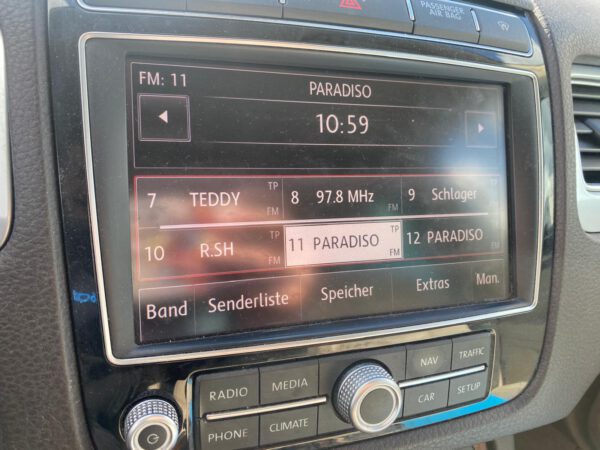 PASSENGER
AIR BAG
FM: 11
PARADISO
10:59
7 TEDDY TP FM
8 97.8 MHz FM
9 Schlager TP FM
10 R.SH TP FM
11 PARADISO TP FM
12 PARADISO FM
Band Senderliste Speicher Extras Man.
RADIO MEDIA NAV TRAFFIC
PHONE CLIMATE CAR SETUP